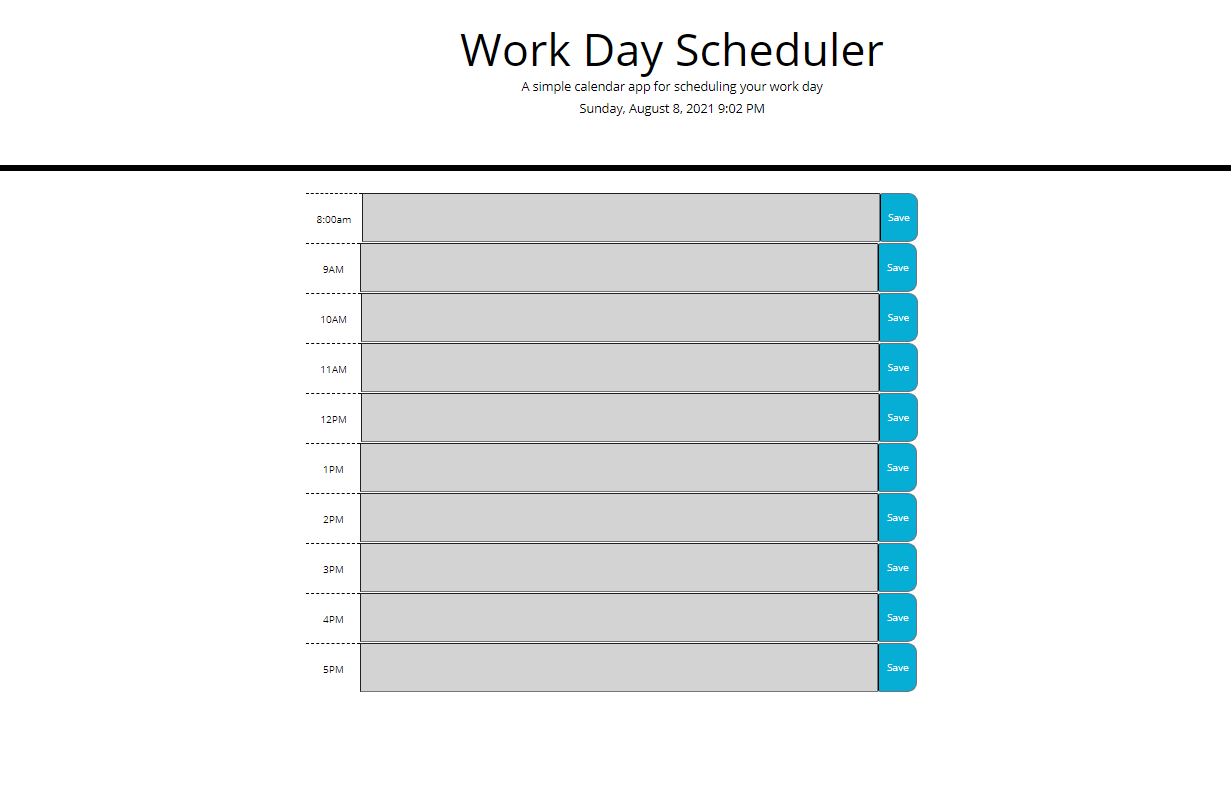 Work Day Scheduler
A simple calendar app for scheduling your work day
Sunday, August 8, 2021 9:02 PM
8:00am Save
9AM Save
10AM Save
11AM Save
12PM Save
1PM Save
2PM Save
3PM Save
4PM Save
5PM Save